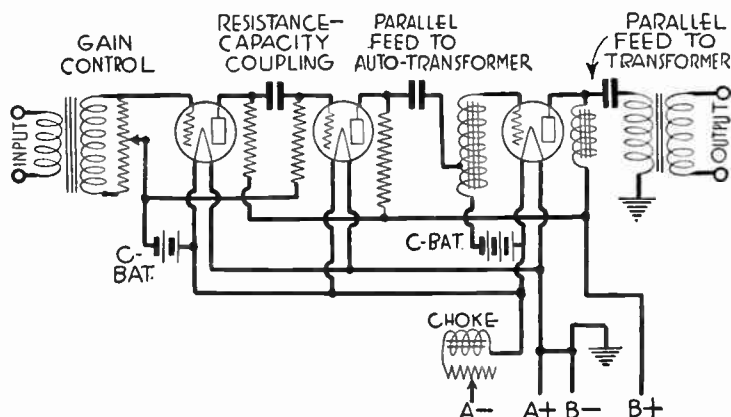 GAIN
CONTROL
RESISTANCE-
CAPACITY
COUPLING
PARALLEL
FEED TO
AUTO-TRANSFORMER
PARALLEL
FEED TO
TRANSFORMER
INPUT
OUTPUT
C-
BAT.
C-BAT.
CHOKE
A-
A+
B-
B+